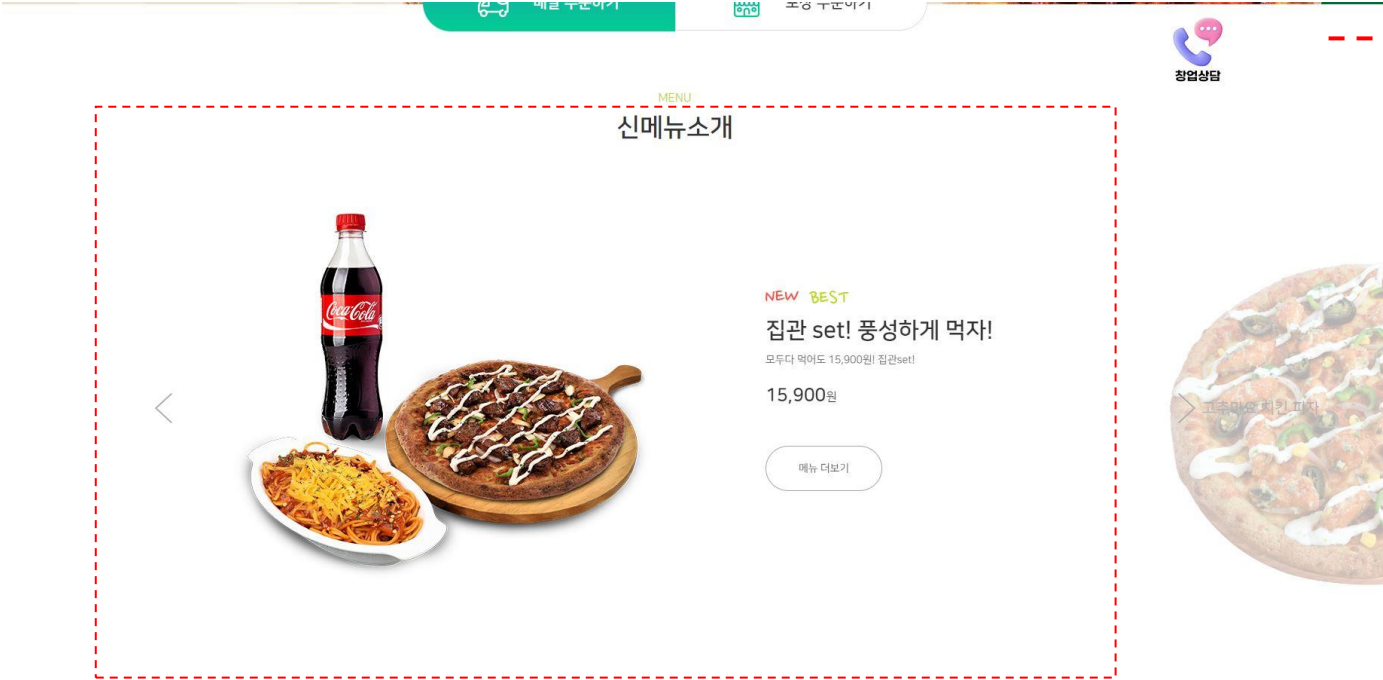 배달 주문하기
포장 주문하기
창업상담
MENU
신메뉴소개
Coca-Cola
NEW BEST
집관 set! 풍성하게 먹자!
모두다 먹어도 15,900원! 집관set!
15,900원
메뉴 더보기
고추마요 치킨 피자